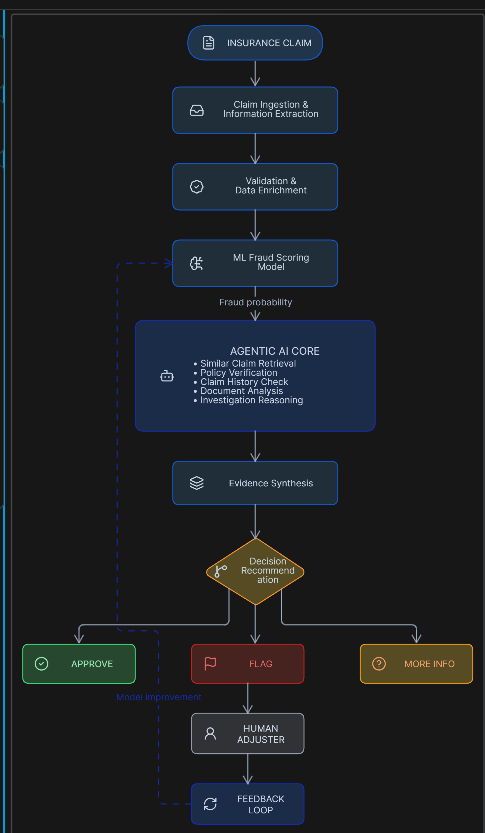 INSURANCE CLAIM
Claim Ingestion &
Information Extraction
Validation &
Data Enrichment
ML Fraud Scoring
Model
Fraud probability
AGENTIC AI CORE
• Similar Claim Retrieval
• Policy Verification
• Claim History Check
• Document Analysis
• Investigation Reasoning
Evidence Synthesis
Decision
Recommend
ation
APPROVE
FLAG
MORE INFO
Model improvement
HUMAN
ADJUSTER
FEEDBACK
LOOP